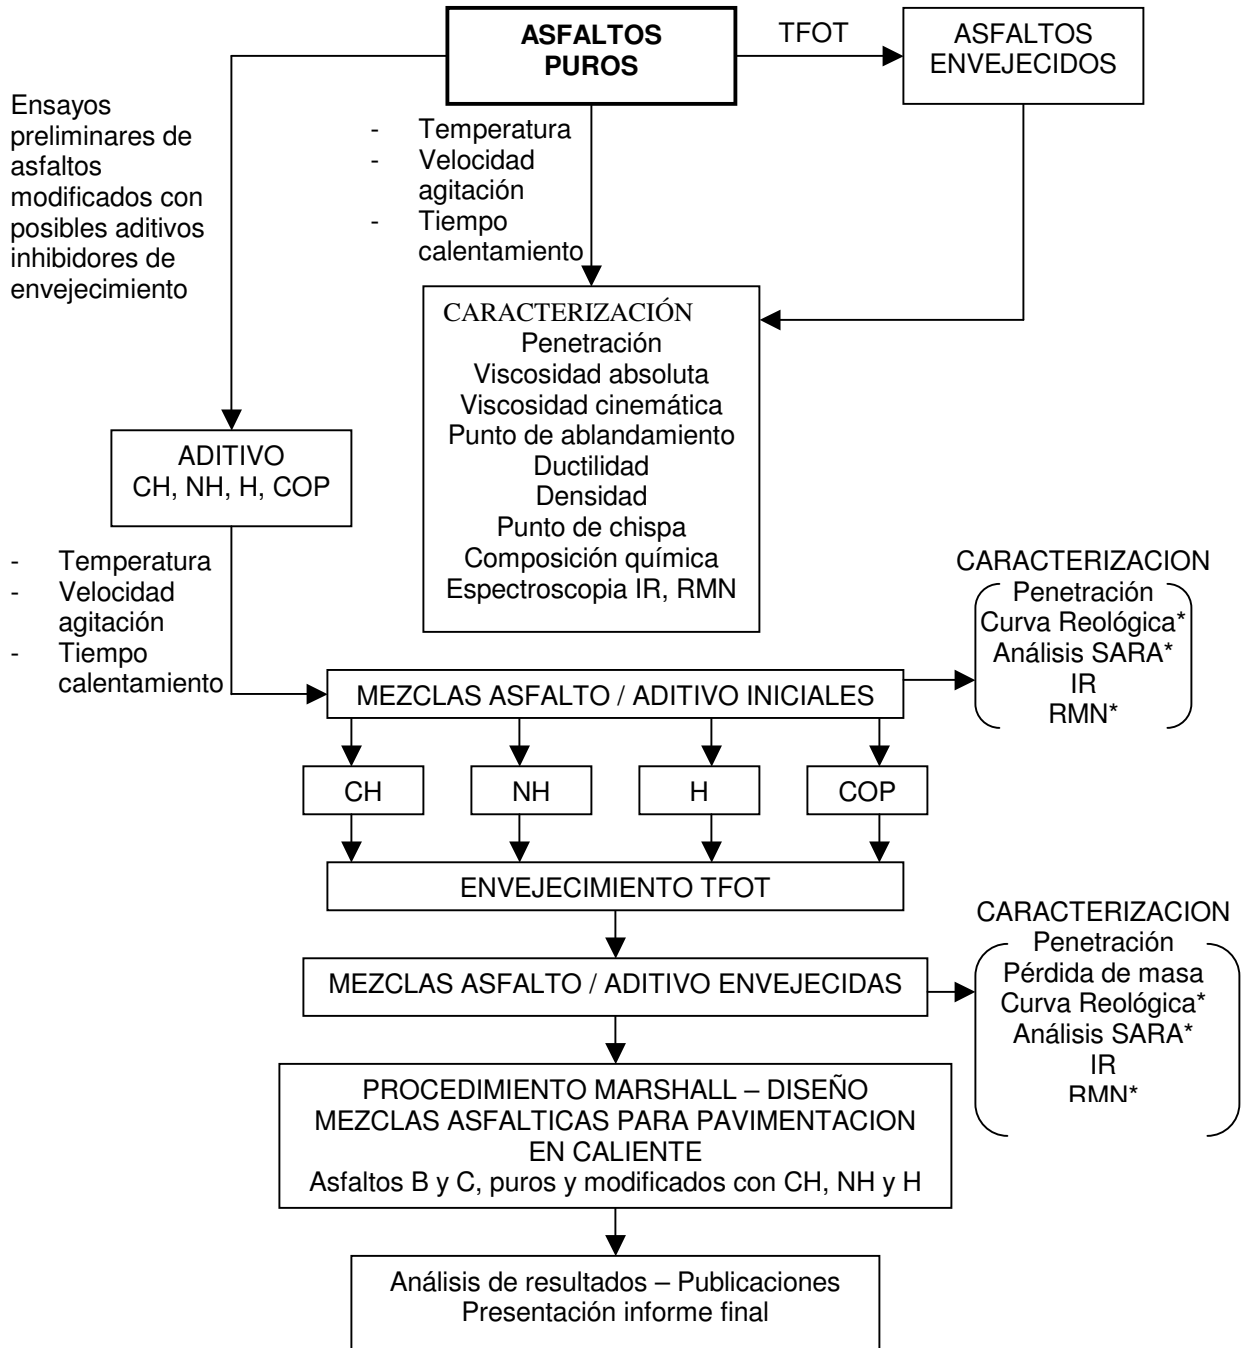 ASFALTOS
PUROS
TFOT
ASFALTOS
ENVEJECIDOS
Ensayos
preliminares de
asfaltos
modificados con
posibles aditivos
inhibidores de
envejecimiento
- Temperatura
- Velocidad
agitación
- Tiempo
calentamiento
CARACTERIZACIÓN
Penetración
Viscosidad absoluta
Viscosidad cinemática
Punto de ablandamiento
Ductilidad
Densidad
Punto de chispa
Composición química
Espectroscopia IR, RMN
ADITIVO
CH, NH, H, COP
- Temperatura
- Velocidad
agitación
- Tiempo
calentamiento
CARACTERIZACION
Penetración
Curva Reológica*
Análisis SARA*
IR
RMN*
MEZCLAS ASFALTO / ADITIVO INICIALES
CH
NH
H
COP
ENVEJECIMIENTO TFOT
CARACTERIZACION
Penetración
Pérdida de masa
Curva Reológica*
Análisis SARA*
IR
RMN*
MEZCLAS ASFALTO / ADITIVO ENVEJECIDAS
PROCEDIMIENTO MARSHALL – DISEÑO
MEZCLAS ASFALTICAS PARA PAVIMENTACION
EN CALIENTE
Asfaltos B y C, puros y modificados con CH, NH y H
Análisis de resultados – Publicaciones
Presentación informe final